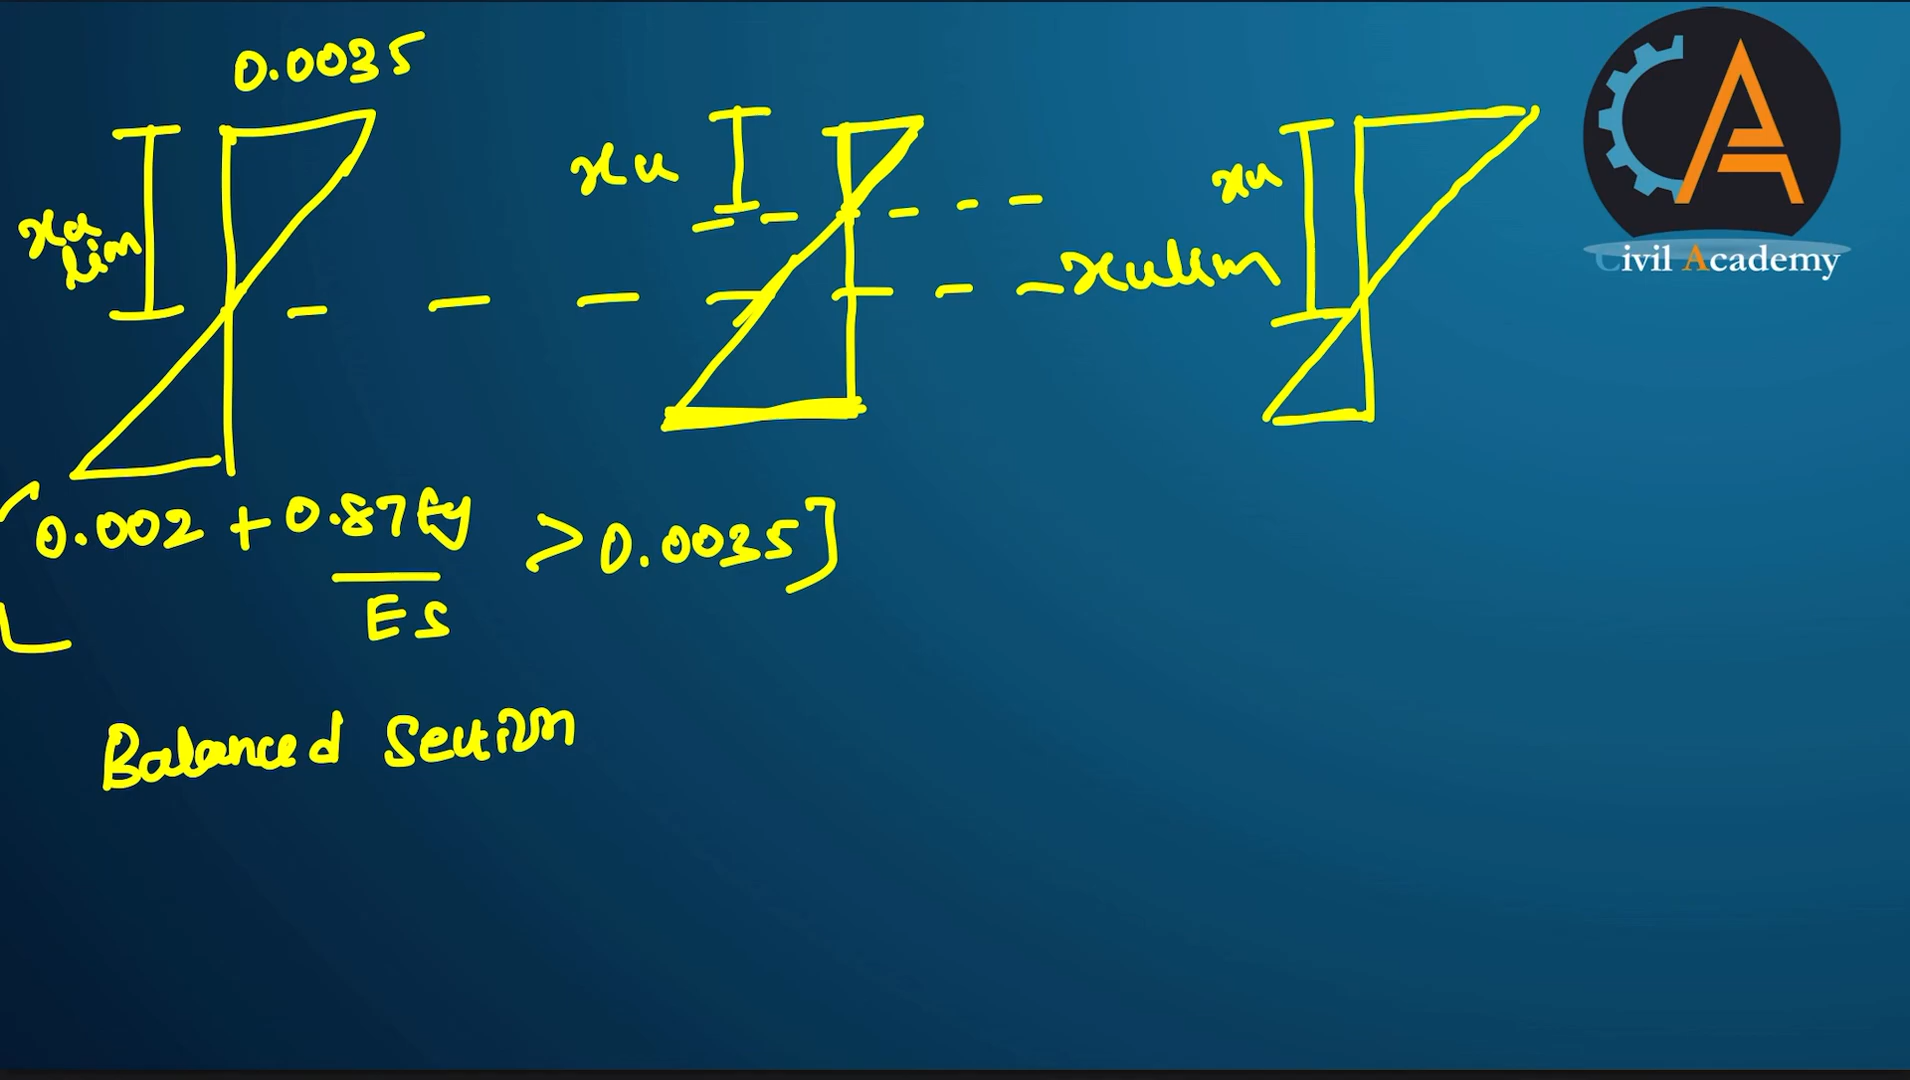 0.0035
xu lim
xu
xulim
xu
Civil Academy
[0.002 + 0.87fy / Es > 0.0035]
Balanced Section